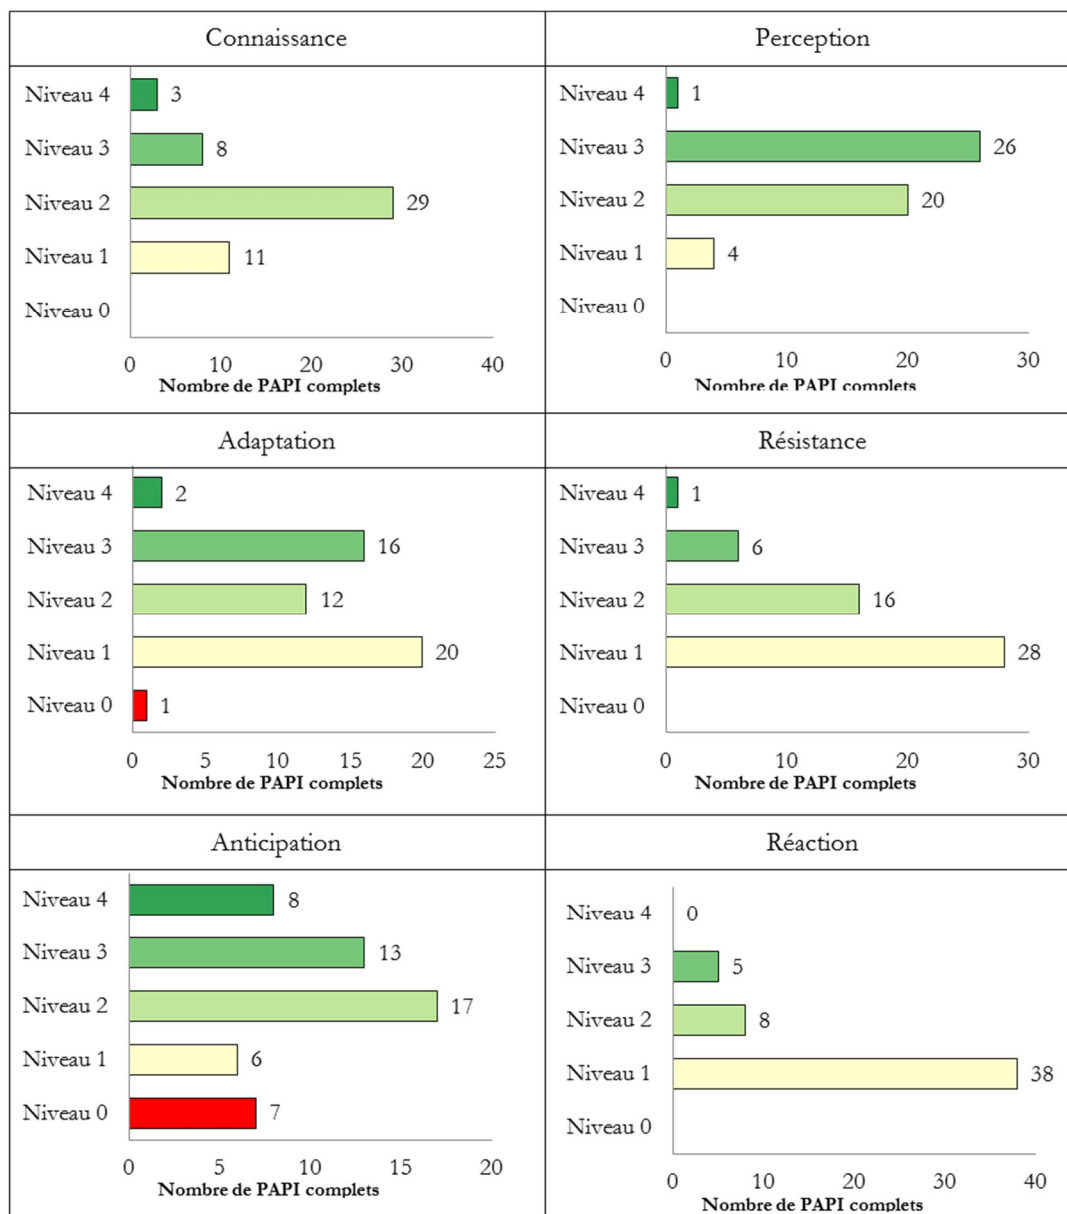 Connaissance
Niveau 4 3
Niveau 3 8
Niveau 2 29
Niveau 1 11
Niveau 0
0 10 20 30 40
Nombre de PAPI complets
Perception
Niveau 4 1
Niveau 3 26
Niveau 2 20
Niveau 1 4
Niveau 0
0 10 20 30
Nombre de PAPI complets
Adaptation
Niveau 4 2
Niveau 3 16
Niveau 2 12
Niveau 1 20
Niveau 0 1
0 5 10 15 20 25
Nombre de PAPI complets
Résistance
Niveau 4 1
Niveau 3 6
Niveau 2 16
Niveau 1 28
Niveau 0
0 10 20 30
Nombre de PAPI complets
Anticipation
Niveau 4 8
Niveau 3 13
Niveau 2 17
Niveau 1 6
Niveau 0 7
0 5 10 15 20
Nombre de PAPI complets
Réaction
Niveau 4 0
Niveau 3 5
Niveau 2 8
Niveau 1 38
Niveau 0
0 10 20 30 40
Nombre de PAPI complets